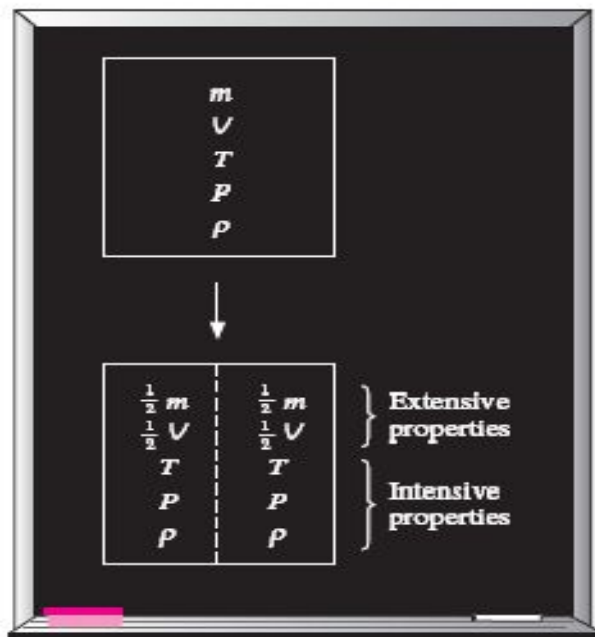 m
V
T
P
ρ
½ m ½ m
½ V ½ V
T T
P P
ρ ρ
Extensive
properties
Intensive
properties